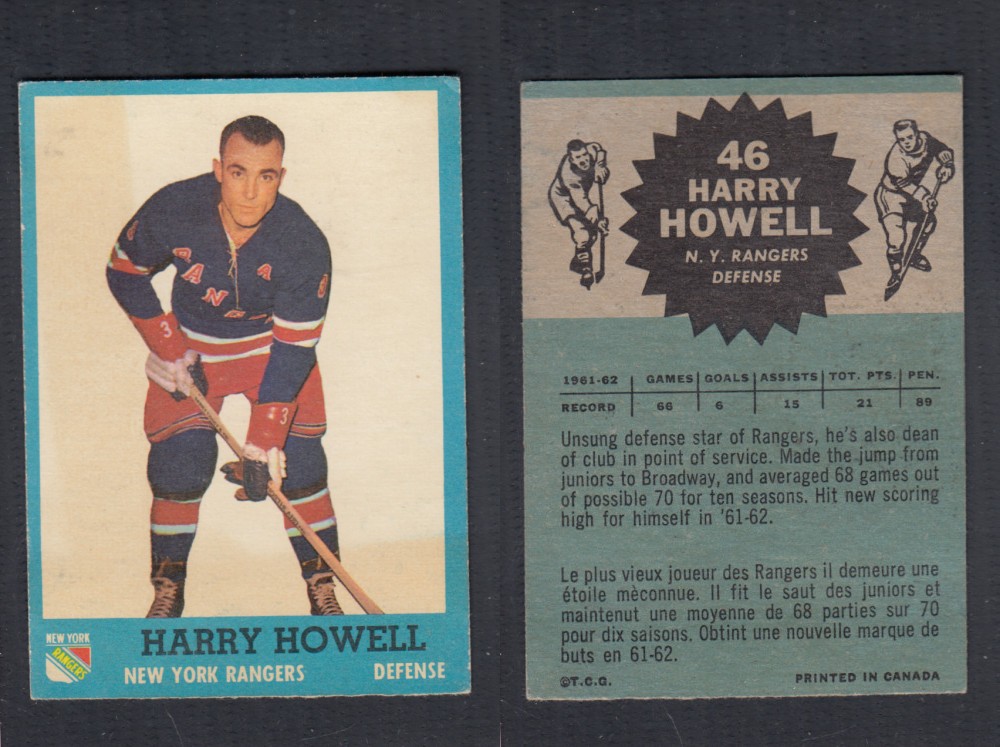 RANG
A
8
3
3
HARRY HOWELL
NEW YORK
RANGERS
NEW YORK RANGERS DEFENSE
46
HARRY
HOWELL
N. Y. RANGERS
DEFENSE
1961-62 GAMES GOALS ASSISTS TOT. PTS. PEN.
RECORD 66 6 15 21 89
Unsung defense star of Rangers, he's also dean
of club in point of service. Made the jump from
juniors to Broadway, and averaged 68 games out
of possible 70 for ten seasons. Hit new scoring
high for himself in '61-62.
Le plus vieux joueur des Rangers il demeure une
étoile mèconnue. Il fit le saut des juniors et
maintenut une moyenne de 68 parties sur 70
pour dix saisons. Obtint une nouvelle marque de
buts en 61-62.
©T.C.G. PRINTED IN CANADA